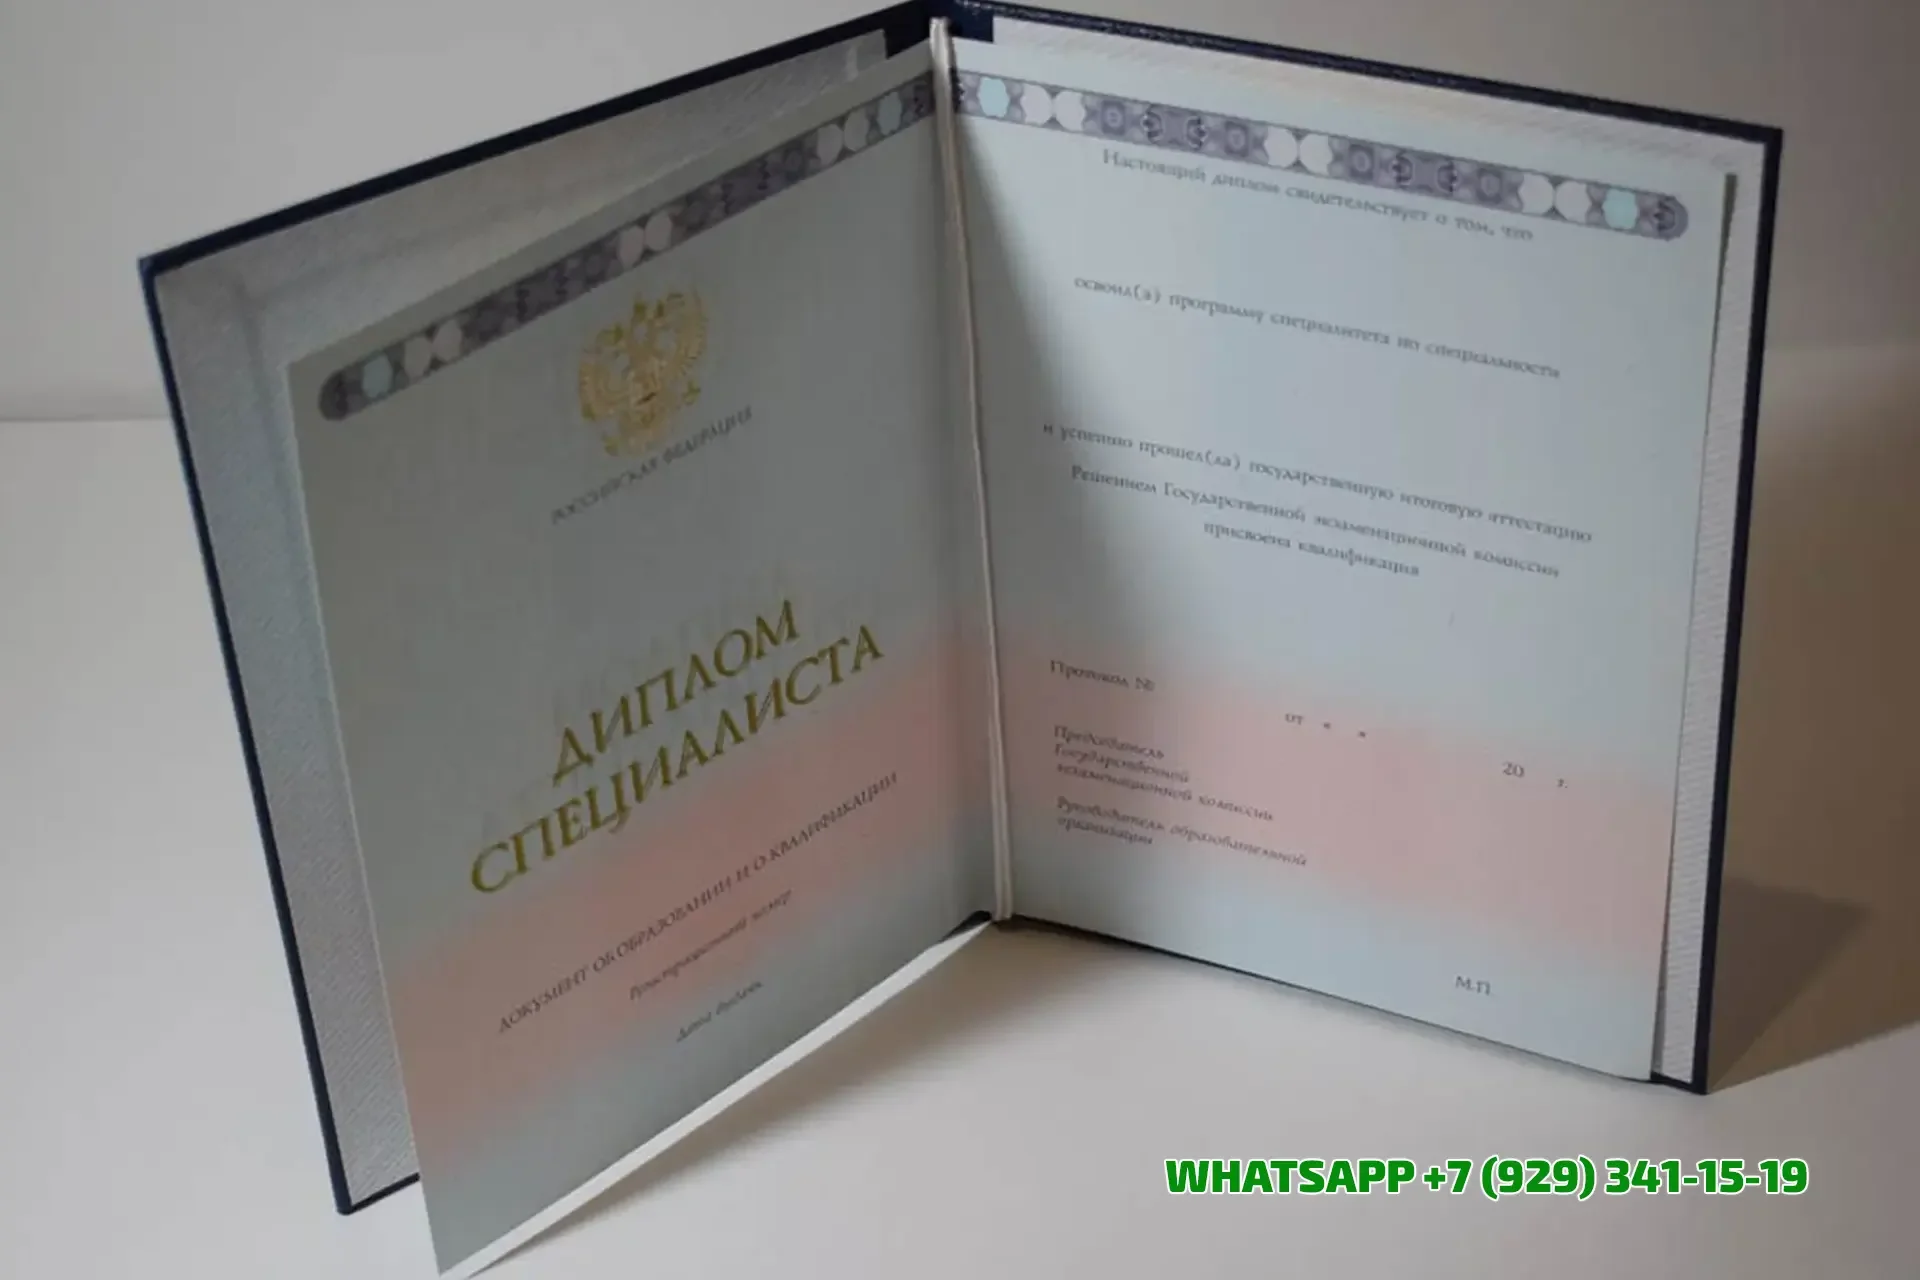 РОССИЙСКАЯ ФЕДЕРАЦИЯ
ДИПЛОМ
СПЕЦИАЛИСТА
ДОКУМЕНТ ОБ ОБРАЗОВАНИИ И О КВАЛИФИКАЦИИ
Регистрационный номер
Дата выдачи
Настоящий диплом свидетельствует о том, что
освоил(а) программу специалитета по специальности
и успешно прошел(ла) государственную итоговую аттестацию
Решением Государственной экзаменационной комиссии
присвоена квалификация
Протокол №
от « » 20 г.
Председатель
Государственной
экзаменационной комиссии
Руководитель образовательной
организации
М.П.
WHATSAPP +7 (929) 341-15-19